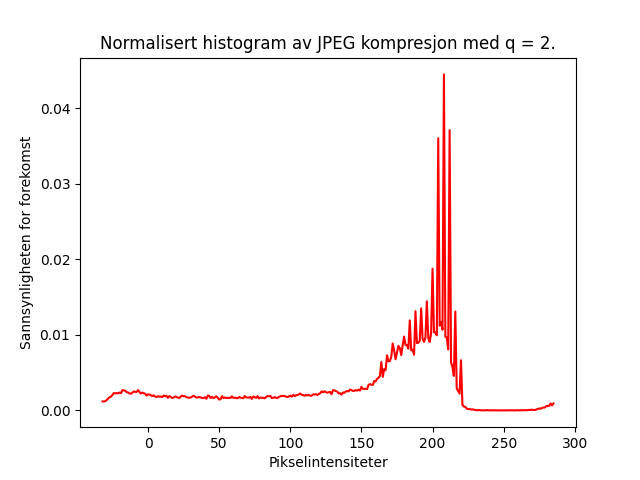 Normalisert histogram av JPEG kompresjon med q = 2.
0.04
0.03
0.02
0.01
0.00
Sannsynligheten for forekomst
0 50 100 150 200 250 300
Pikselintensiteter